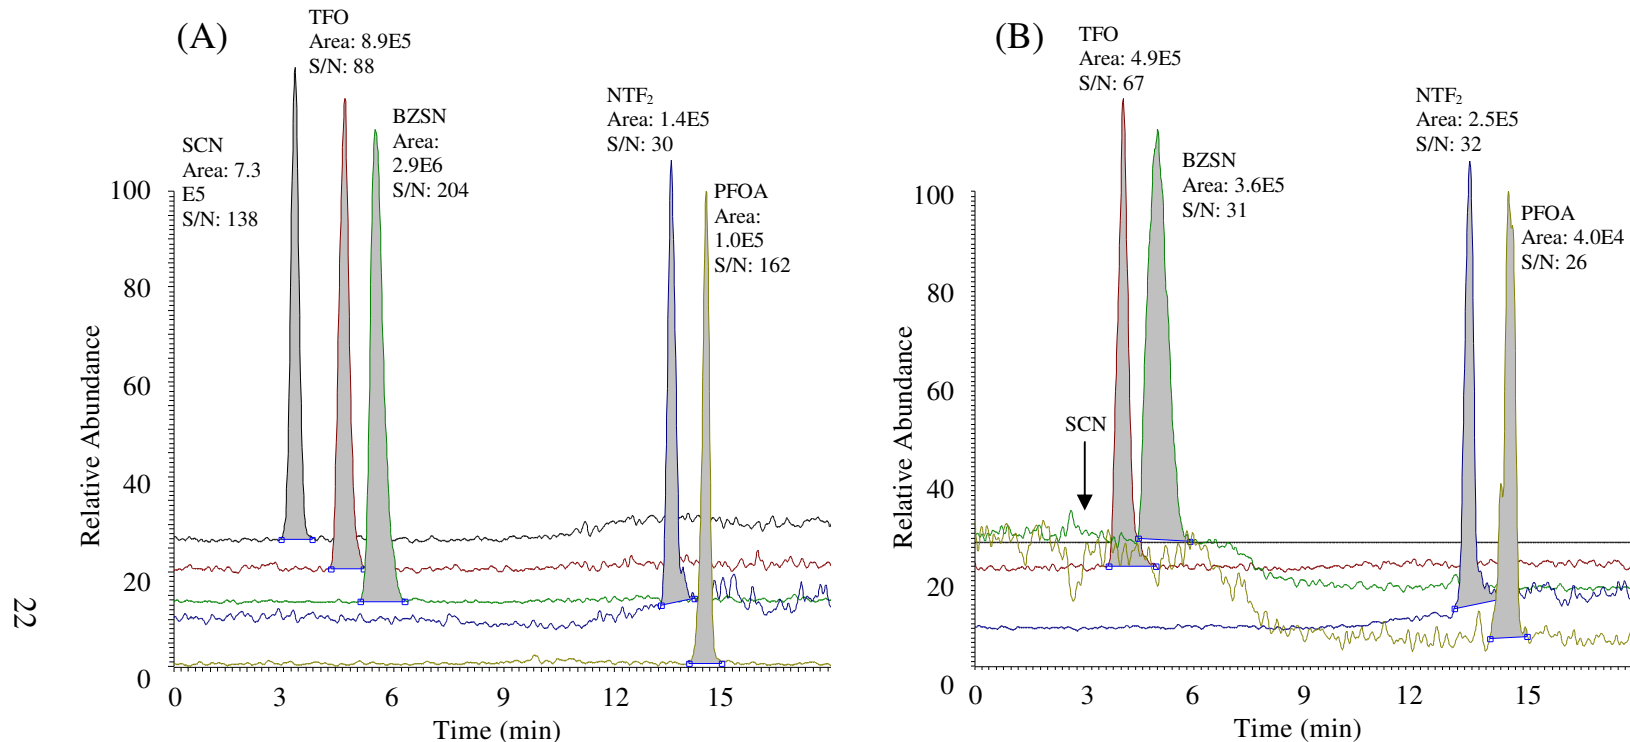 (A)
TFO
Area: 8.9E5
S/N: 88
SCN
Area: 7.3
E5
S/N: 138
BZSN
Area:
2.9E6
S/N: 204
NTF₂
Area: 1.4E5
S/N: 30
PFOA
Area:
1.0E5
S/N: 162
100
80
60
40
20
0
Relative Abundance
0 3 6 9 12 15
Time (min)
(B)
TFO
Area: 4.9E5
S/N: 67
BZSN
Area: 3.6E5
S/N: 31
NTF₂
Area: 2.5E5
S/N: 32
PFOA
Area: 4.0E4
S/N: 26
SCN
100
80
60
40
20
0
Relative Abundance
0 3 6 9 12 15
Time (min)
22